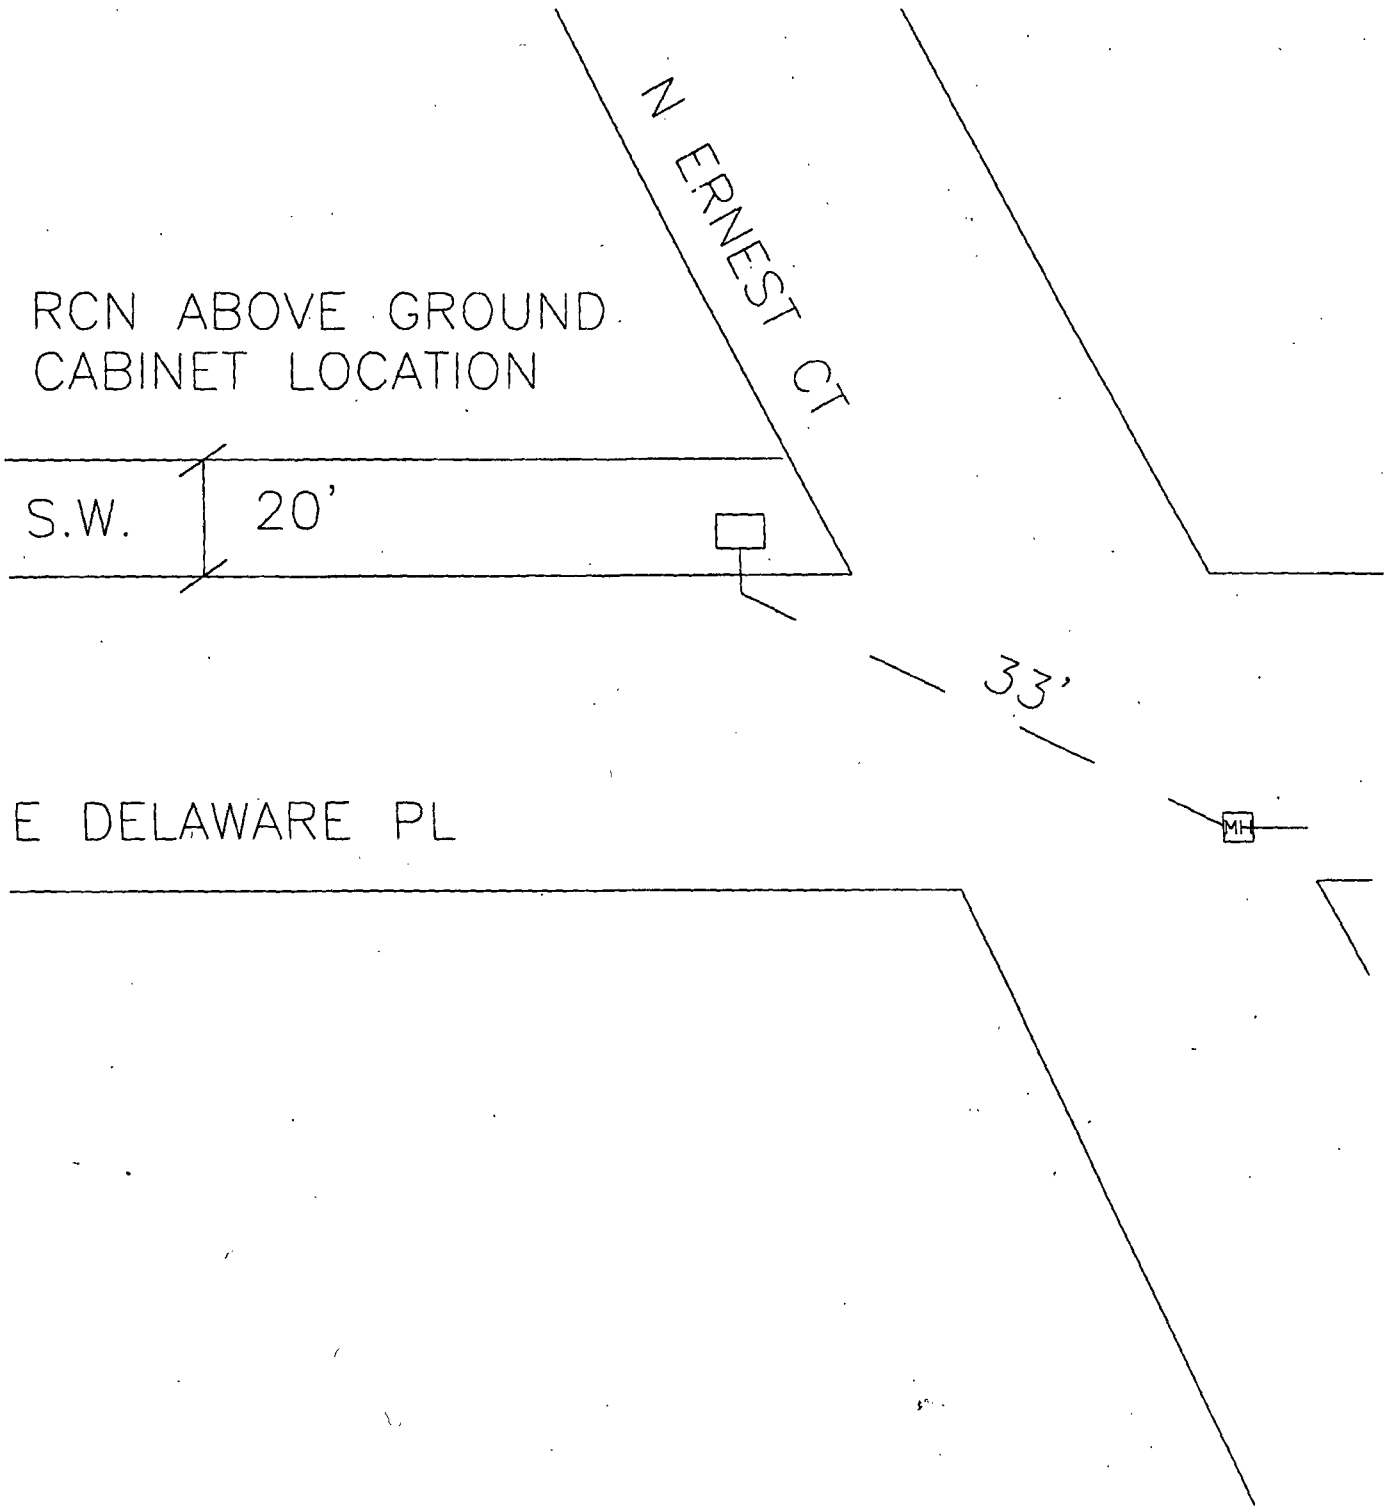 N ERNEST CT
RCN ABOVE GROUND
CABINET LOCATION
S.W.
20'
33'
E DELAWARE PL
MH